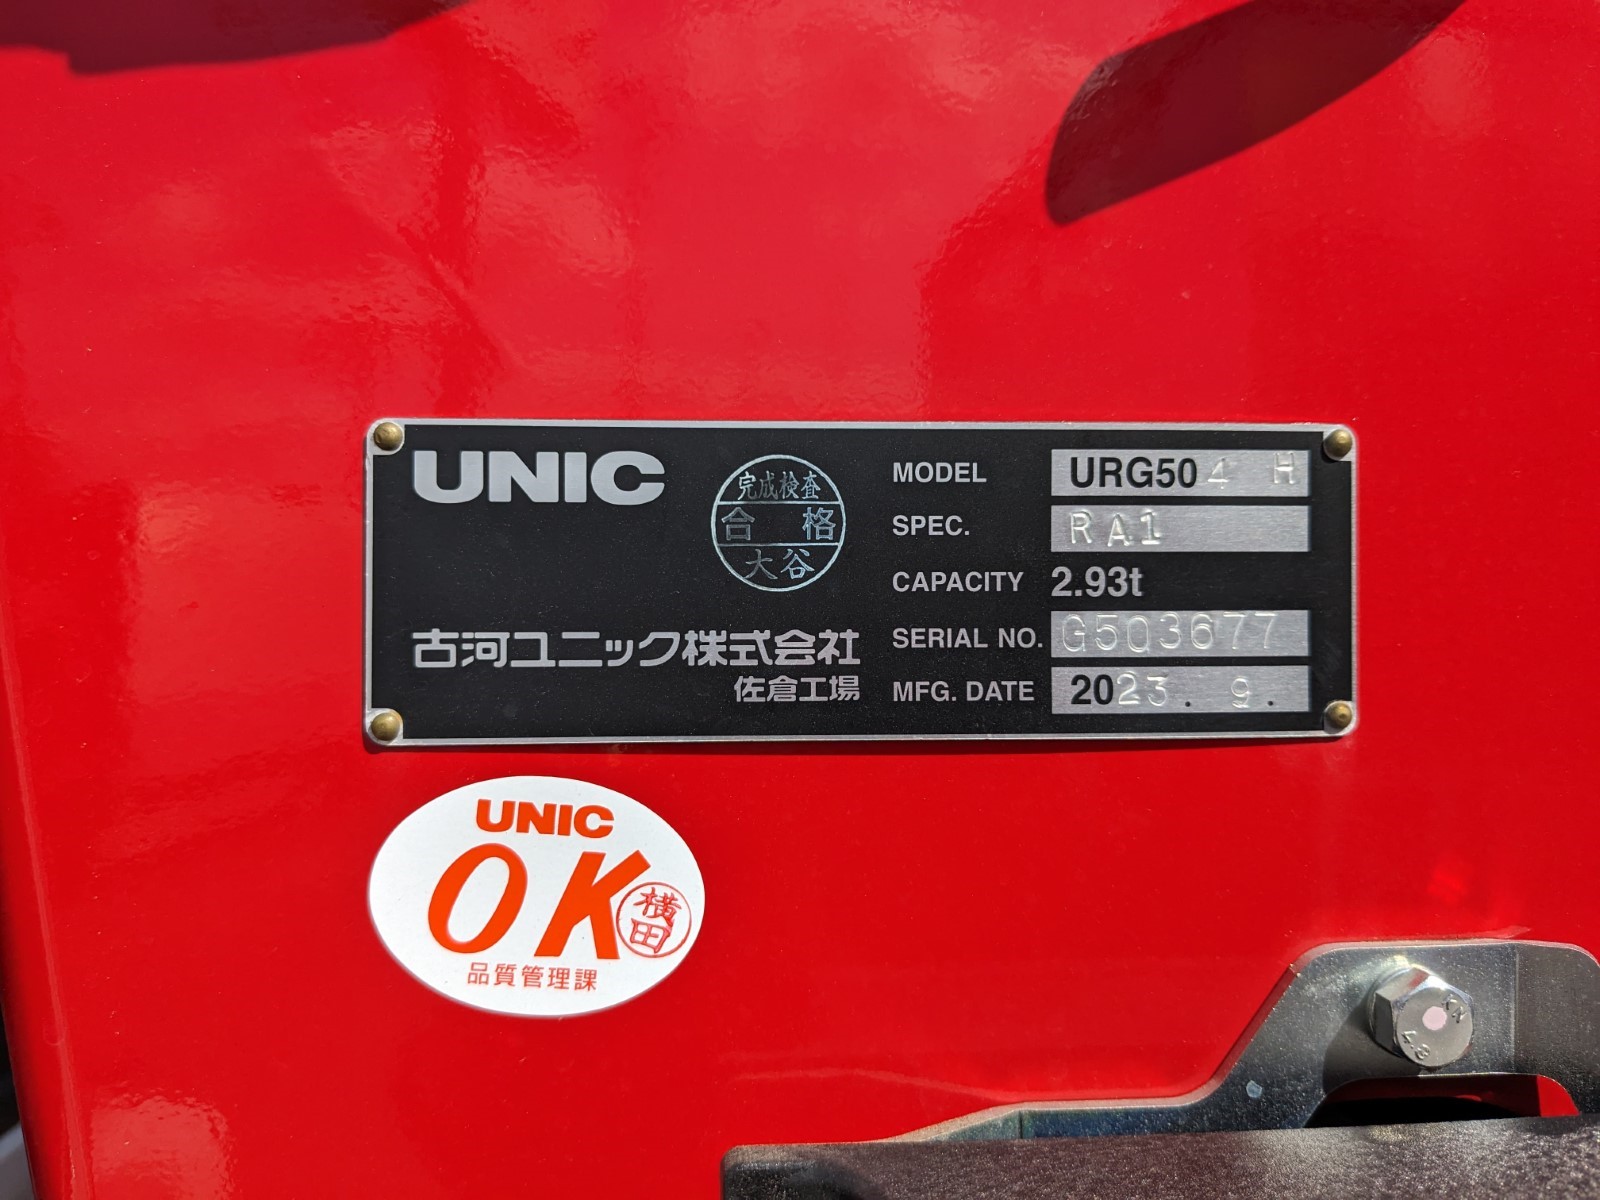 UNIC
完成検査
合格
大谷
古河ユニック株式会社
佐倉工場
MODEL URG504 H
SPEC. RA1
CAPACITY 2.93t
SERIAL NO. G503677
MFG. DATE 2023. 9.
UNIC
OK
横田
品質管理課
4.8